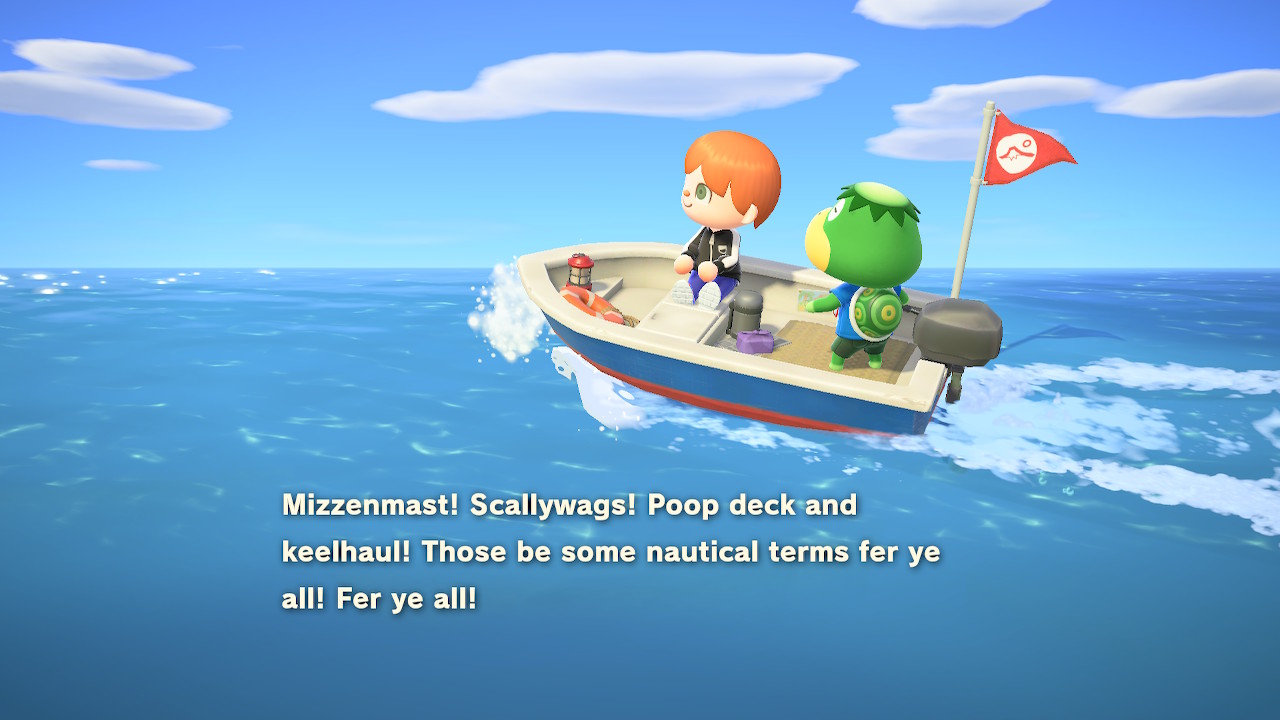 Mizzenmast! Scallywags! Poop deck and
keelhaul! Those be some nautical terms fer ye
all! Fer ye all!